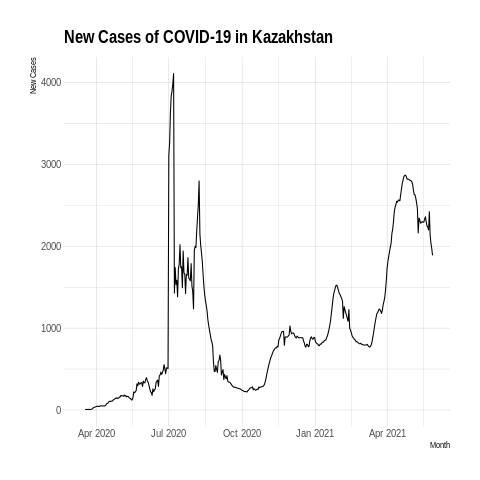 New Cases of COVID-19 in Kazakhstan
New Cases
4000
3000
2000
1000
0
Apr 2020 Jul 2020 Oct 2020 Jan 2021 Apr 2021
Month